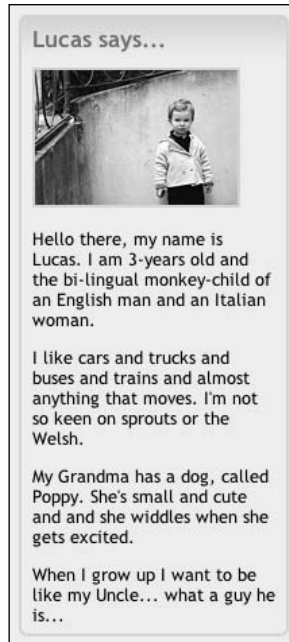 Lucas says...
Hello there, my name is
Lucas. I am 3-years old and
the bi-lingual monkey-child of
an English man and an Italian
woman.
I like cars and trucks and
buses and trains and almost
anything that moves. I'm not
so keen on sprouts or the
Welsh.
My Grandma has a dog, called
Poppy. She's small and cute
and and she widdles when she
gets excited.
When I grow up I want to be
like my Uncle... what a guy he
is...